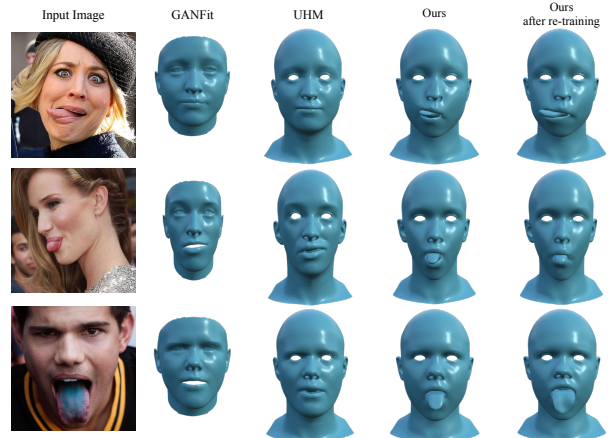 Input Image
GANFit
UHM
Ours
Ours
after re-training